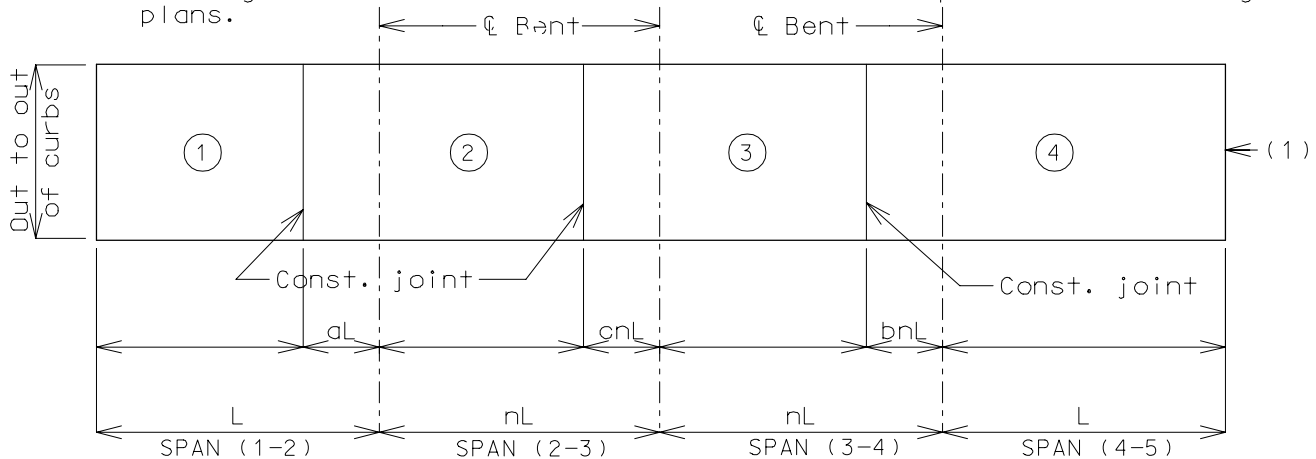 plans.
℄ Bent
℄ Bent
Out to out
of curbs
1
2
3
4
(1)
Const. joint
Const. joint
aL
cnL
bnL
L
nL
nL
L
SPAN (1-2)
SPAN (2-3)
SPAN (3-4)
SPAN (4-5)